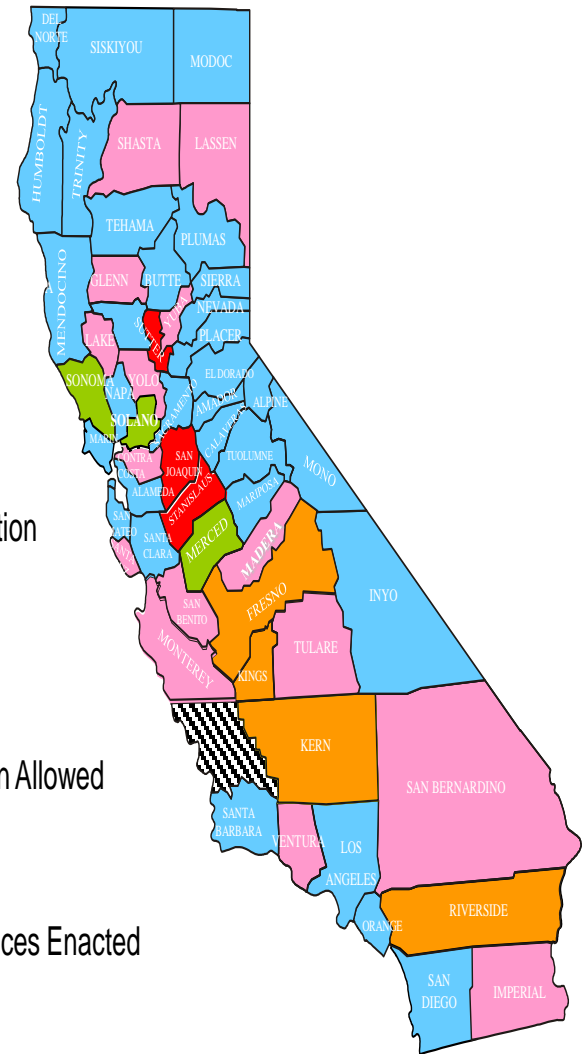 DEL
NORTE
SISKIYOU
MODOC
HUMBOLDT
TRINITY
SHASTA
LASSEN
TEHAMA
PLUMAS
MENDOCINO
A
GLENN
BUTTE
SIERRA
YUBA
NEVADA
SUTTER
PLACER
LAKE
SONOMA
NAPA
YOLO
EL DORADO
SACRAMENTO
AMADOR
ALPINE
SOLANO
CALAVERAS
MARIN
CONTRA
COSTA
SAN
JOAQUIN
TUOLUMNE
MONO
ALAMEDA
STANISLAUS
MARIPOSA
SAN
MATEO
SANTA
CLARA
MERCED
MADERA
tion
SANTA
SAN
BENITO
FRESNO
INYO
MONTEREY
KINGS
TULARE
KERN
n Allowed
SAN BERNARDINO
SANTA
BARBARA
VENTURA
LOS
ANGELES
ORANGE
RIVERSIDE
ces Enacted
SAN
DIEGO
IMPERIAL